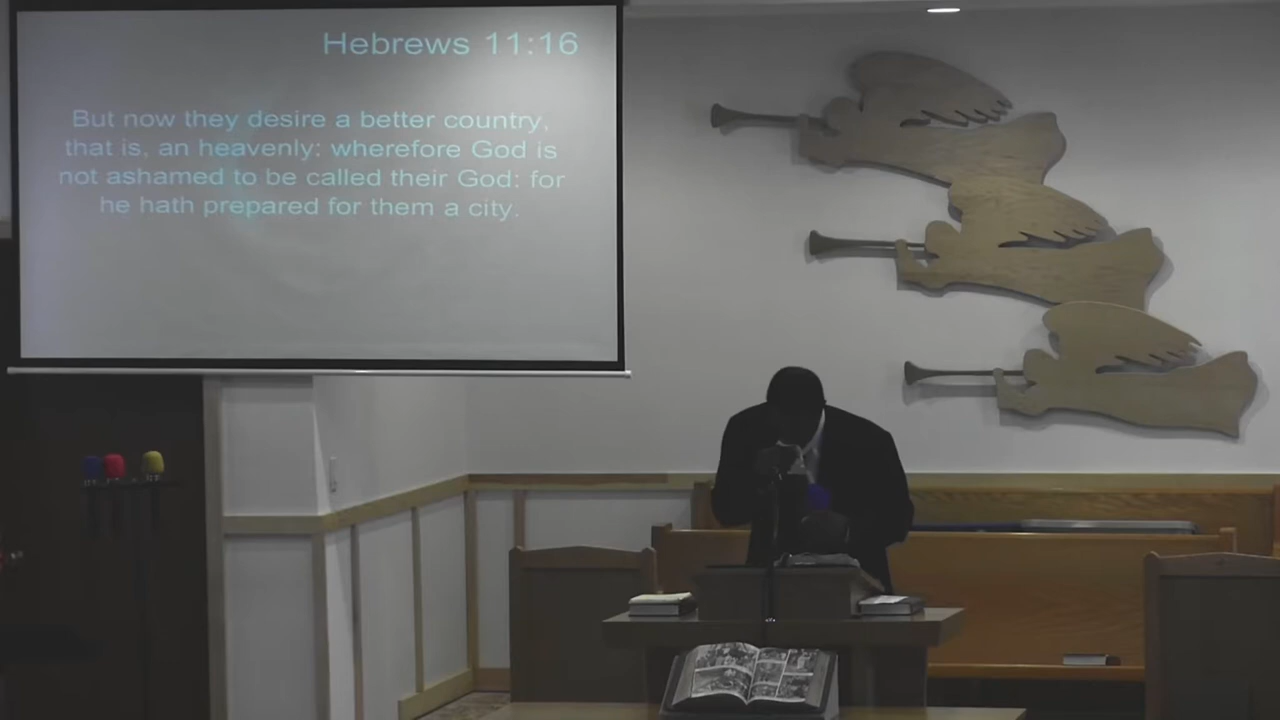 Hebrews 11:16
But now they desire a better country,
that is, an heavenly: wherefore God is
not ashamed to be called their God: for
he hath prepared for them a city.